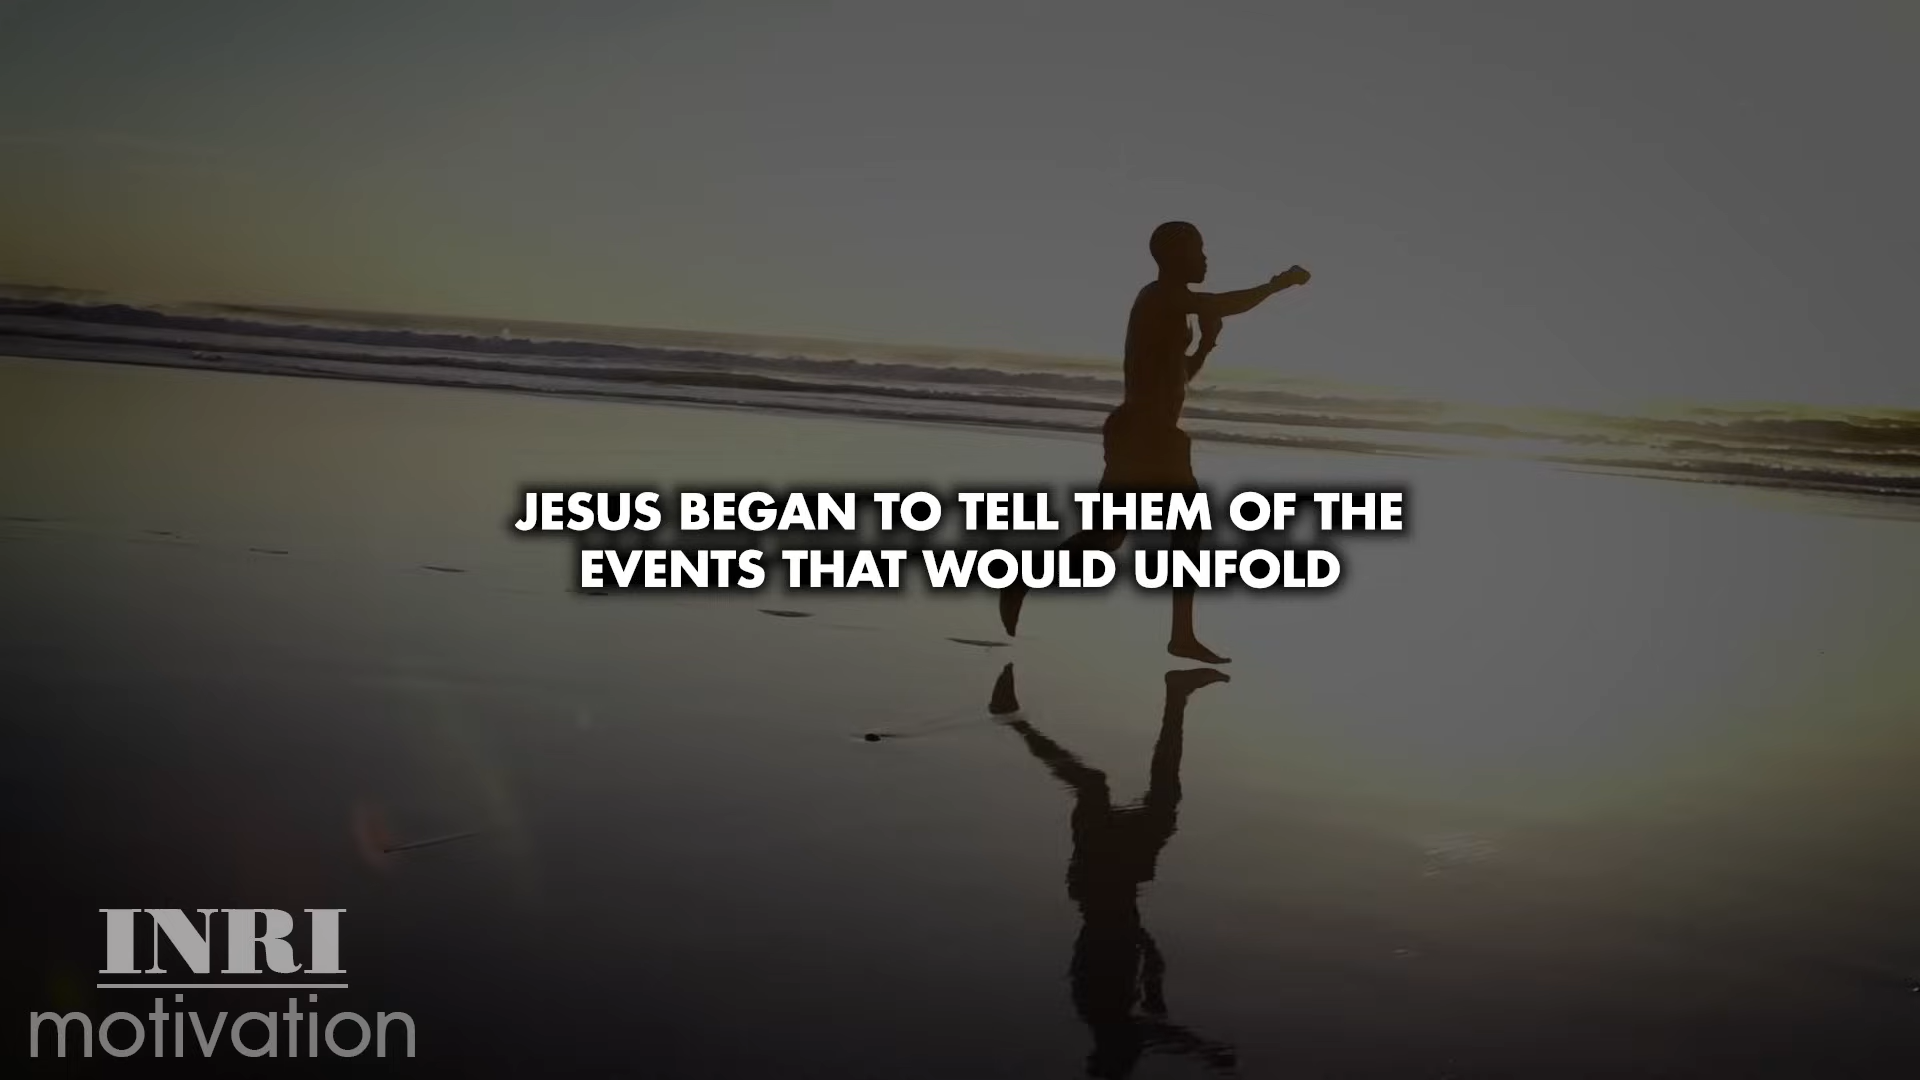 JESUS BEGAN TO TELL THEM OF THE
EVENTS THAT WOULD UNFOLD
INRI
motivation